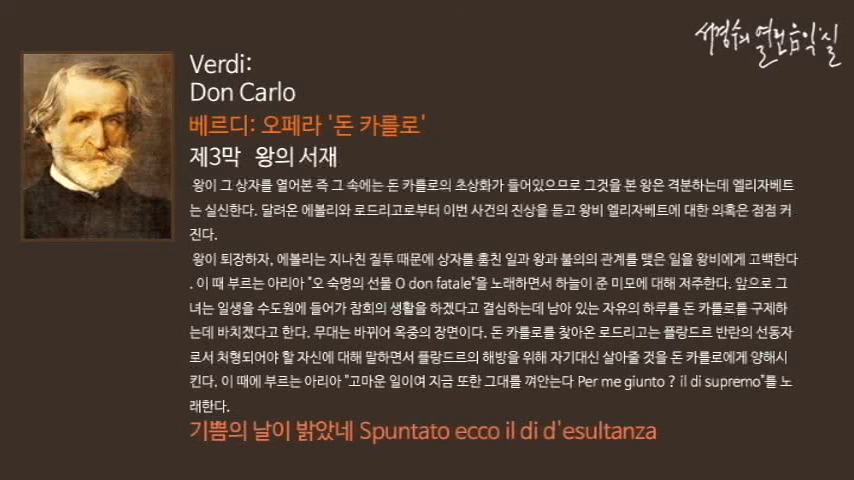 서경수의 열린음악실
Verdi:
Don Carlo
베르디: 오페라 '돈 카를로'
제3막 왕의 서재
왕이 그 상자를 열어본 즉 그 속에는 돈 카를로의 초상화가 들어있으므로 그것을 본 왕은 격분하는데 엘리자베트
는 실신한다. 달려온 에볼리와 로드리고로부터 이번 사건의 진상을 듣고 왕비 엘리자베트에 대한 의혹은 점점 커
진다.
왕이 퇴장하자, 에볼리는 지나친 질투 때문에 상자를 훔친 일과 왕과 불의의 관계를 맺은 일을 왕비에게 고백한다
. 이 때 부르는 아리아 "오 숙명의 선물 O don fatale"을 노래하면서 하늘이 준 미모에 대해 저주한다. 앞으로 그
녀는 일생을 수도원에 들어가 참회의 생활을 하겠다고 결심하는데 남아 있는 자유의 하루를 돈 카를로를 구제하
는데 바치겠다고 한다. 무대는 바뀌어 옥중의 장면이다. 돈 카를로를 찾아온 로드리고는 플랑드르 반란의 선동자
로서 처형되어야 할 자신에 대해 말하면서 플랑드르의 해방을 위해 자기대신 살아줄 것을 돈 카를로에게 양해시
킨다. 이 때에 부르는 아리아 "고마운 일이여 지금 또한 그대를 껴안는다 Per me giunto ? il di supremo"를 노
래한다.
기쁨의 날이 밝았네 Spuntato ecco il di d'esultanza